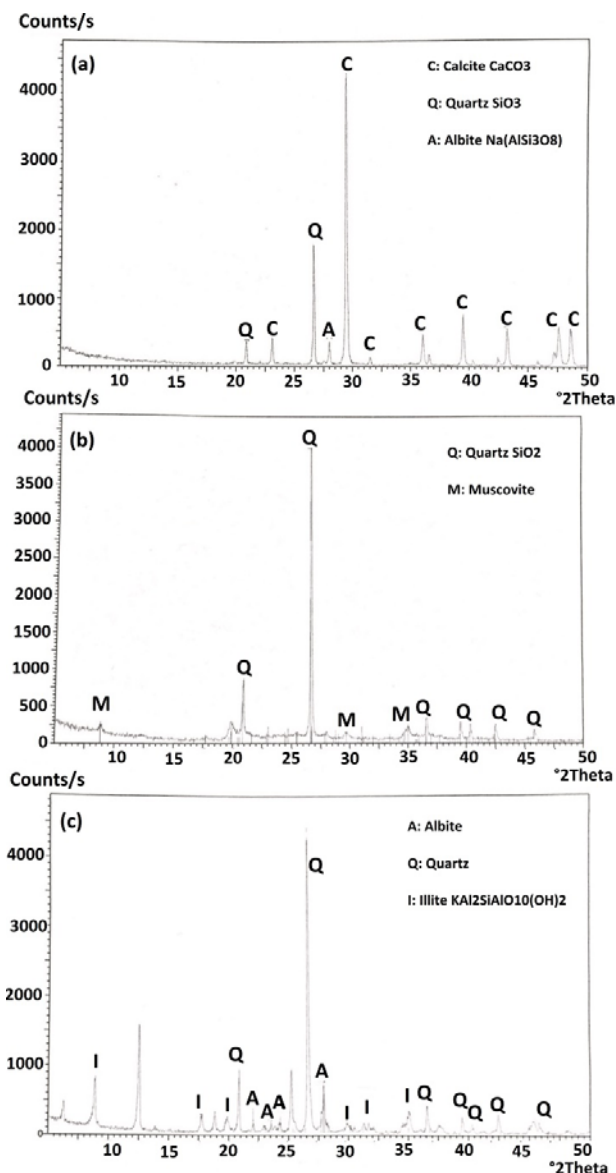 Counts/s
(a)
C
C: Calcite CaCO3
Q: Quartz SiO3
A: Albite Na(AlSi3O8)
4000
3000
2000
1000
0
Q
Q
C
A
C
C
C
C
C
C
10
15
20
25
30
35
40
45
50
°2Theta
Counts/s
(b)
Q
Q: Quartz SiO2
M: Muscovite
4000
3500
3000
2500
2000
1500
1000
500
0
M
Q
M
M
Q
Q
Q
Q
10
15
20
25
30
35
40
45
50
°2Theta
Counts/s
(c)
A: Albite
Q: Quartz
I: Illite KAl2SiAlO10(OH)2
4000
3000
2000
1000
0
Q
I
Q
A
I
I
A
A
A
I
I
I
Q
Q
Q
Q
Q
10
15
20
25
30
35
40
45
50
°2Theta